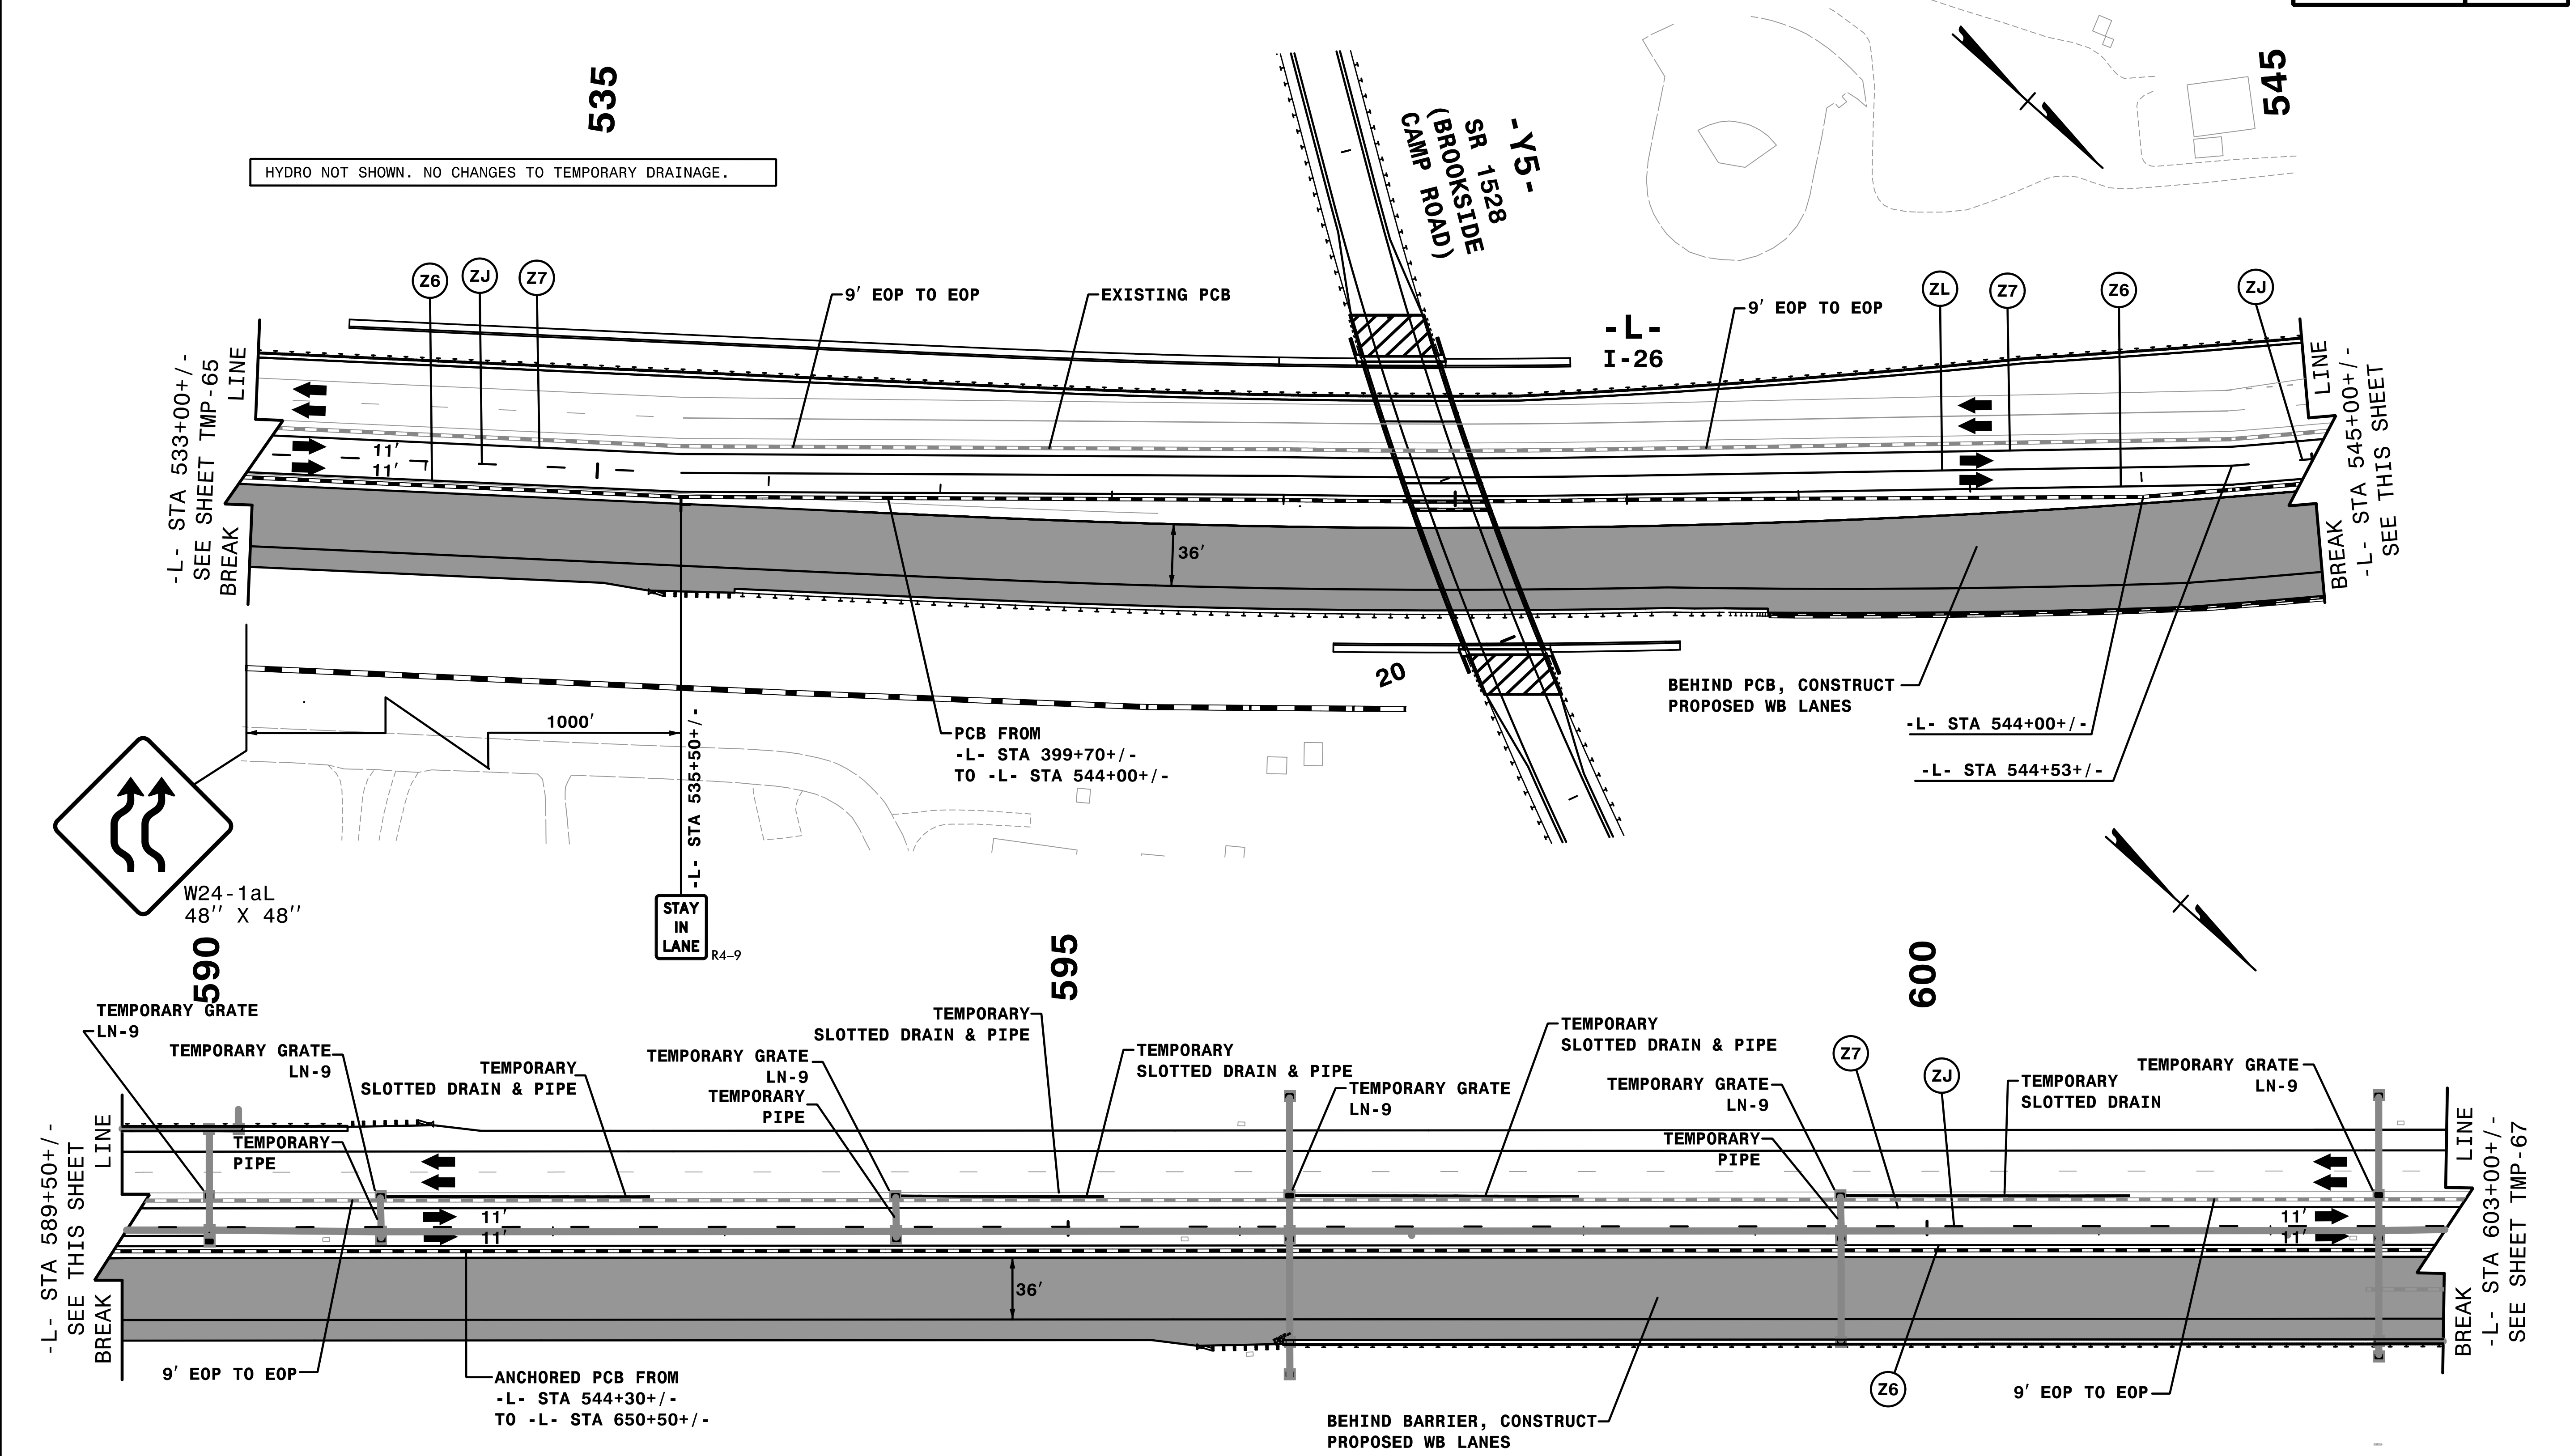 535
545
HYDRO NOT SHOWN. NO CHANGES TO TEMPORARY DRAINAGE.
-Y5-
SR 1528
(BROOKSIDE
CAMP ROAD)
Z6
ZJ
Z7
9' EOP TO EOP
EXISTING PCB
-L-
I-26
9' EOP TO EOP
ZL
Z7
Z6
ZJ
-L- STA 533+00+/-
SEE SHEET TMP-65
BREAK LINE
11'
11'
36'
BREAK LINE
-L- STA 545+00+/-
SEE THIS SHEET
20
BEHIND PCB, CONSTRUCT
PROPOSED WB LANES
-L- STA 544+00+/-
-L- STA 544+53+/-
1000'
PCB FROM
-L- STA 399+70+/-
TO -L- STA 544+00+/-
-L- STA 535+50+/-
W24-1aL
48" X 48"
STAY
IN
LANE
R4-9
590
595
600
TEMPORARY GRATE
LN-9
TEMPORARY GRATE
LN-9
TEMPORARY
SLOTTED DRAIN & PIPE
TEMPORARY GRATE
LN-9
TEMPORARY
PIPE
TEMPORARY
SLOTTED DRAIN & PIPE
TEMPORARY
SLOTTED DRAIN & PIPE
TEMPORARY GRATE
LN-9
TEMPORARY
SLOTTED DRAIN & PIPE
TEMPORARY GRATE
LN-9
TEMPORARY
PIPE
Z7
ZJ
TEMPORARY
SLOTTED DRAIN
TEMPORARY GRATE
LN-9
TEMPORARY
PIPE
-L- STA 589+50+/-
SEE THIS SHEET
BREAK LINE
11'
11'
11'
11'
36'
BREAK LINE
-L- STA 603+00+/-
SEE SHEET TMP-67
9' EOP TO EOP
ANCHORED PCB FROM
-L- STA 544+30+/-
TO -L- STA 650+50+/-
BEHIND BARRIER, CONSTRUCT
PROPOSED WB LANES
Z6
9' EOP TO EOP